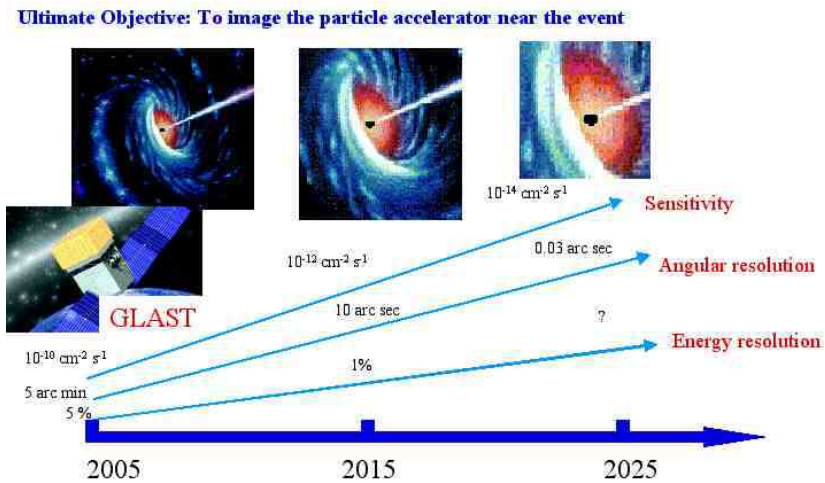 Ultimate Objective: To image the particle accelerator near the event
10⁻¹⁴ cm⁻² s⁻¹
Sensitivity
10⁻¹² cm⁻² s⁻¹
0.03 arc sec
Angular resolution
GLAST
10 arc sec
?
Energy resolution
10⁻¹⁰ cm⁻² s⁻¹
1%
5 arc min
5 %
2005 2015 2025